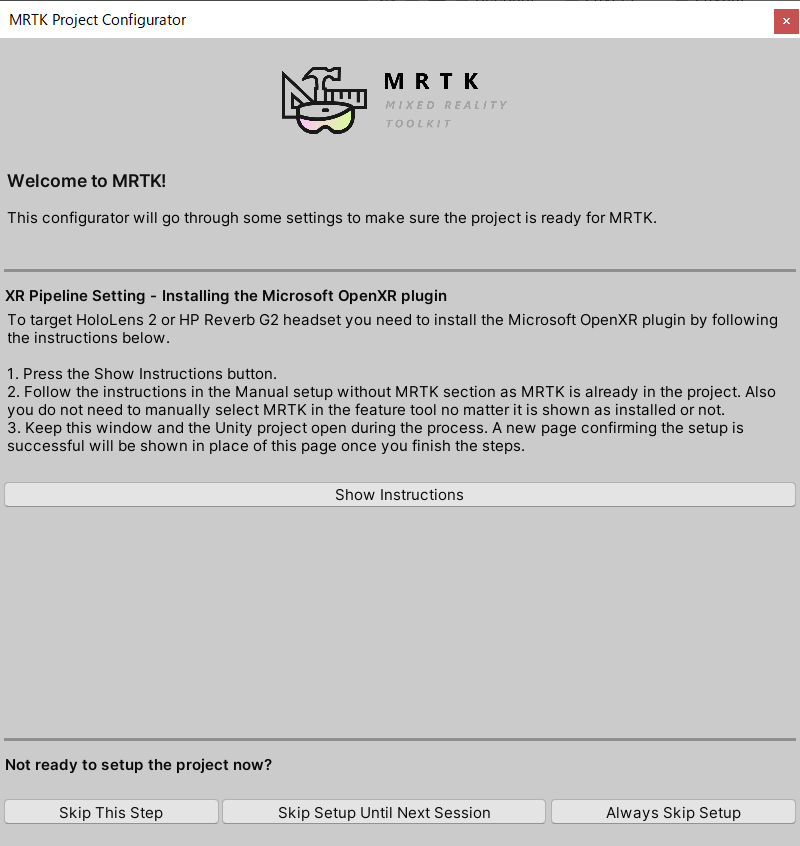 MRTK Project Configurator
MRTK
MIXED REALITY
TOOLKIT
Welcome to MRTK!
This configurator will go through some settings to make sure the project is ready for MRTK.
XR Pipeline Setting - Installing the Microsoft OpenXR plugin
To target HoloLens 2 or HP Reverb G2 headset you need to install the Microsoft OpenXR plugin by following
the instructions below.
1. Press the Show Instructions button.
2. Follow the instructions in the Manual setup without MRTK section as MRTK is already in the project. Also
you do not need to manually select MRTK in the feature tool no matter it is shown as installed or not.
3. Keep this window and the Unity project open during the process. A new page confirming the setup is
successful will be shown in place of this page once you finish the steps.
Show Instructions
Not ready to setup the project now?
Skip This Step
Skip Setup Until Next Session
Always Skip Setup